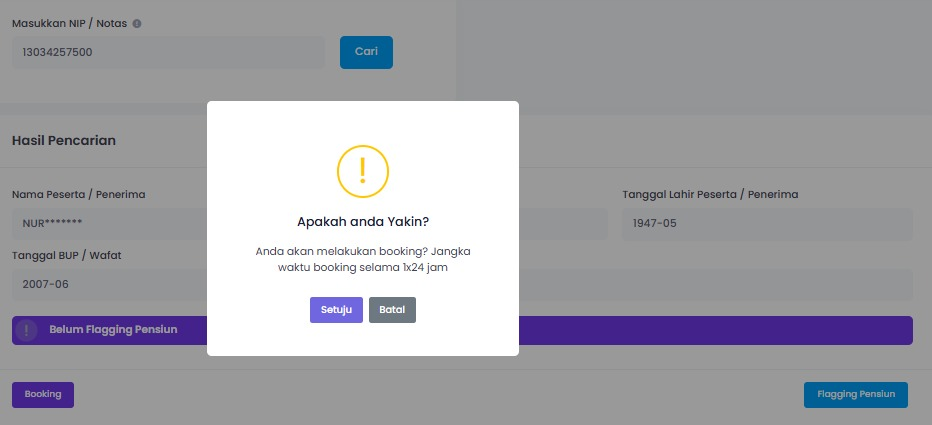 Masukkan NIP / Notas
13034257500
Cari
Hasil Pencarian
Nama Peserta / Penerima
Tanggal Lahir Peserta / Penerima
NUR*******
1947-05
Tanggal BUP / Wafat
2007-06
!
Apakah anda Yakin?
Anda akan melakukan booking? Jangka
waktu booking selama 1x24 jam
Setuju
Batal
! Belum Flagging Pensiun
Booking
Flagging Pensiun